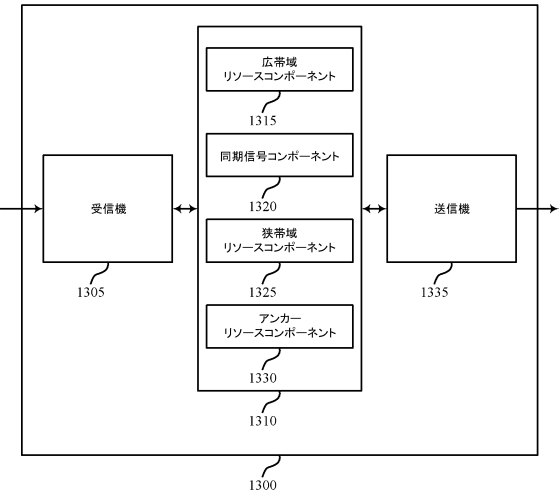 広帯域
リソースコンポーネント
1315
同期信号コンポーネント
1320
受信機
1305
送信機
1335
狭帯域
リソースコンポーネント
1325
アンカー
リソースコンポーネント
1330
1310
1300